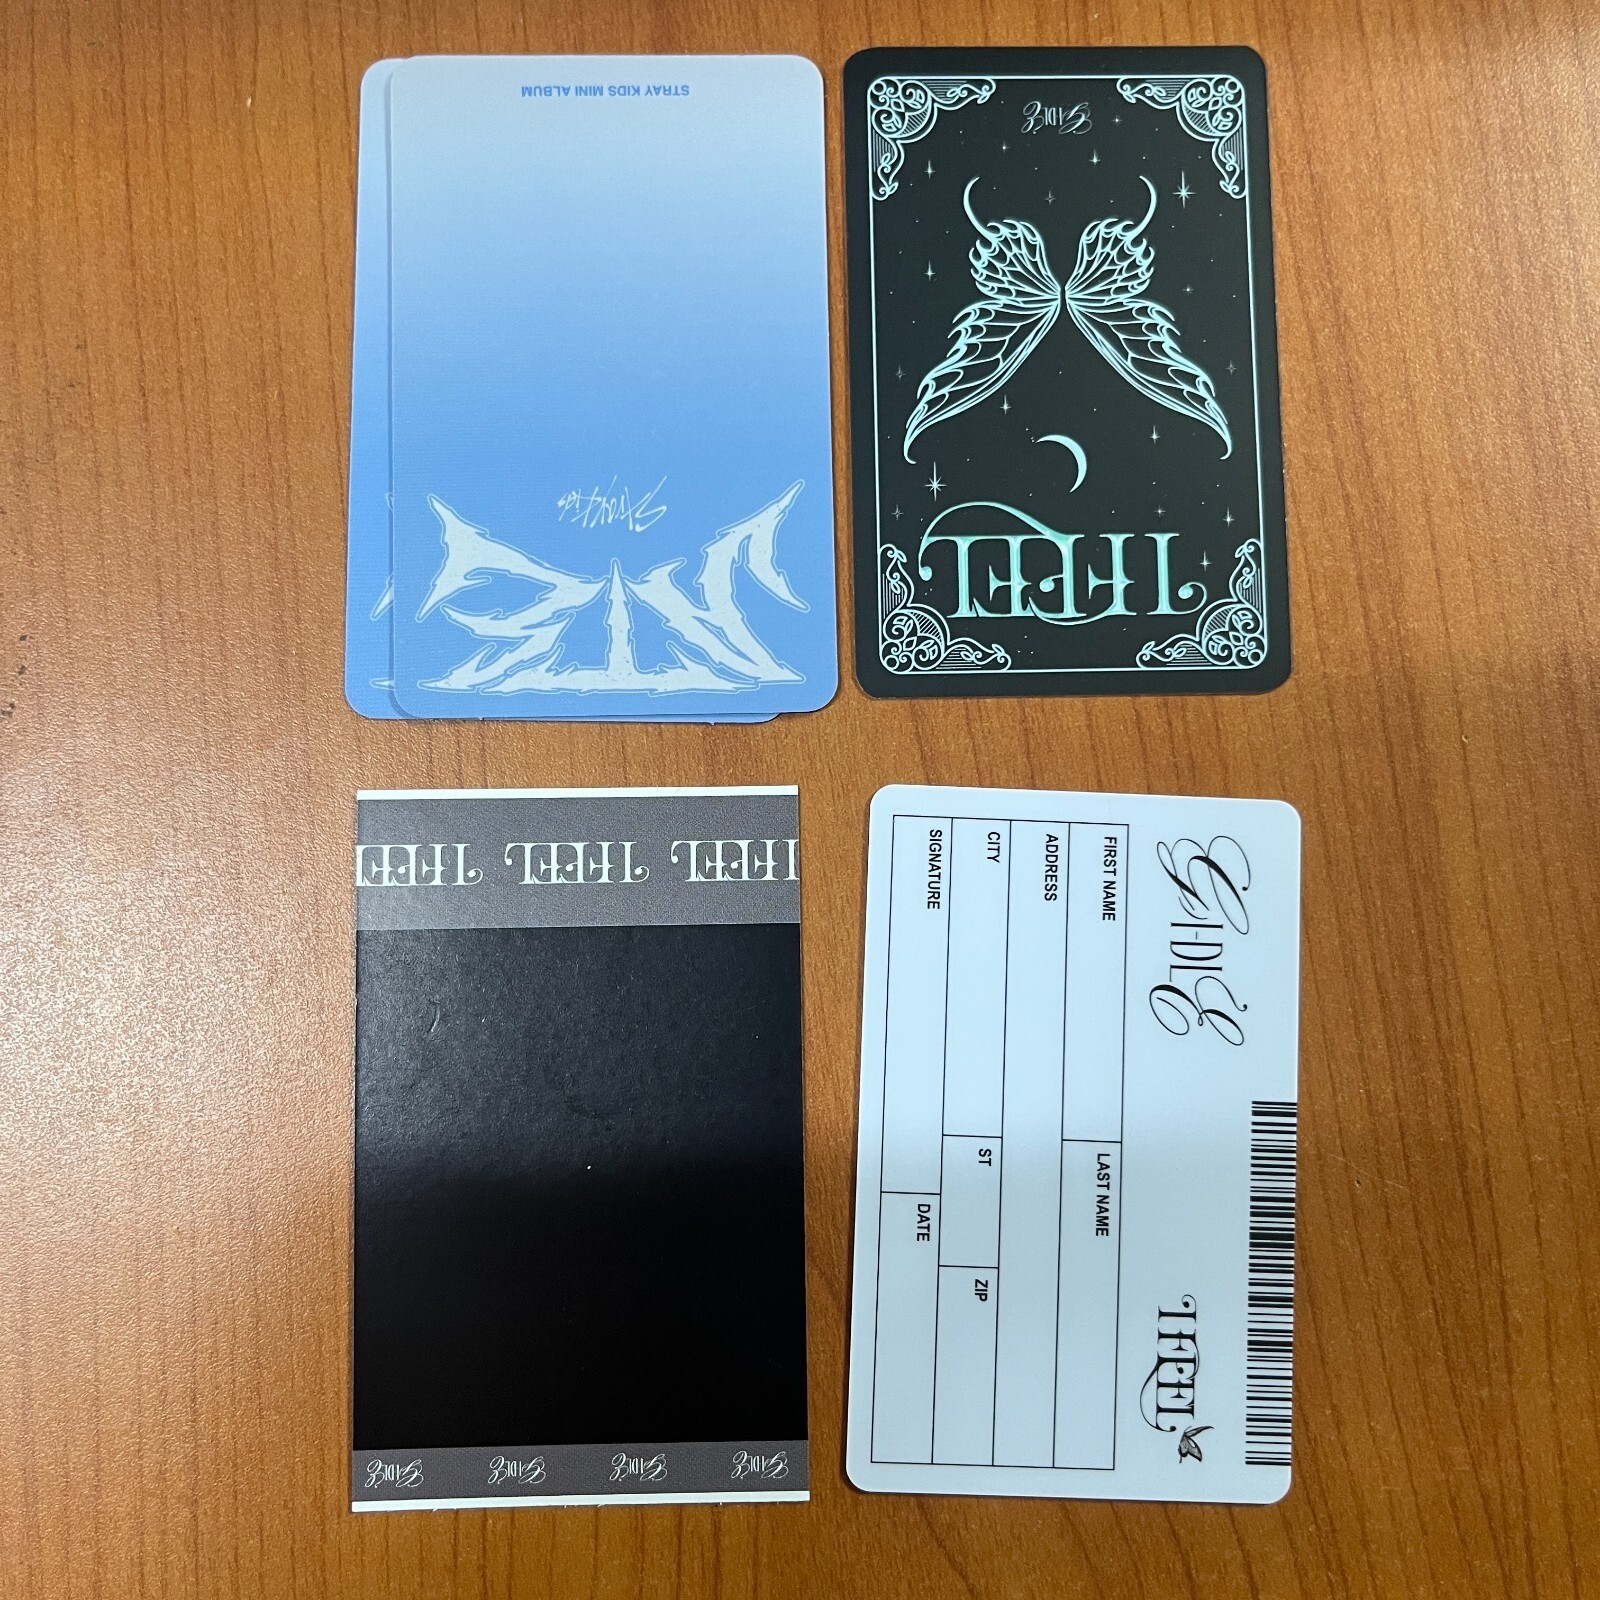 STRAY KIDS MINI ALBUM
Stray Kids
ATE
G I-DLE
I FEEL
I FEEL I FEEL I FEEL
G I-DLE G I-DLE G I-DLE G I-DLE
G I-DLE
I FEEL
FIRST NAME LAST NAME
ADDRESS
CITY ST ZIP
SIGNATURE DATE